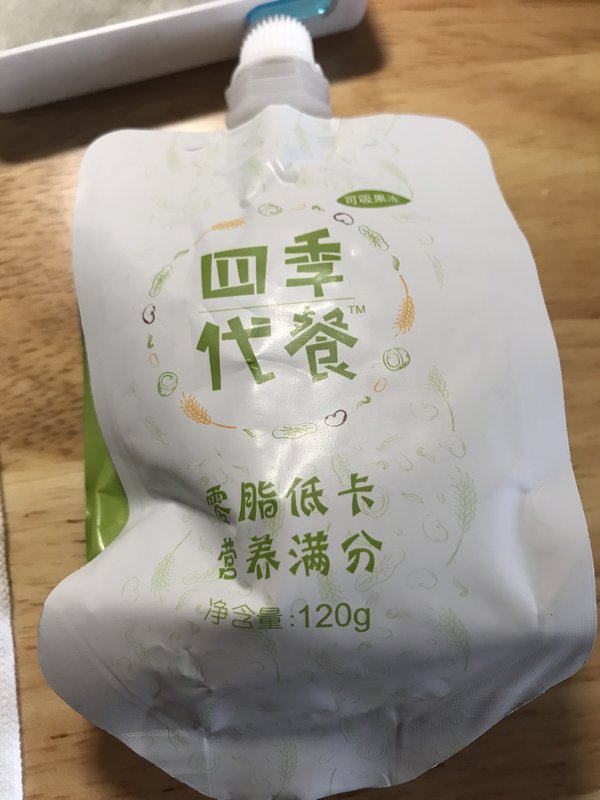 可吸果冻
四季
代餐™
零脂低卡
营养满分
净含量:120g